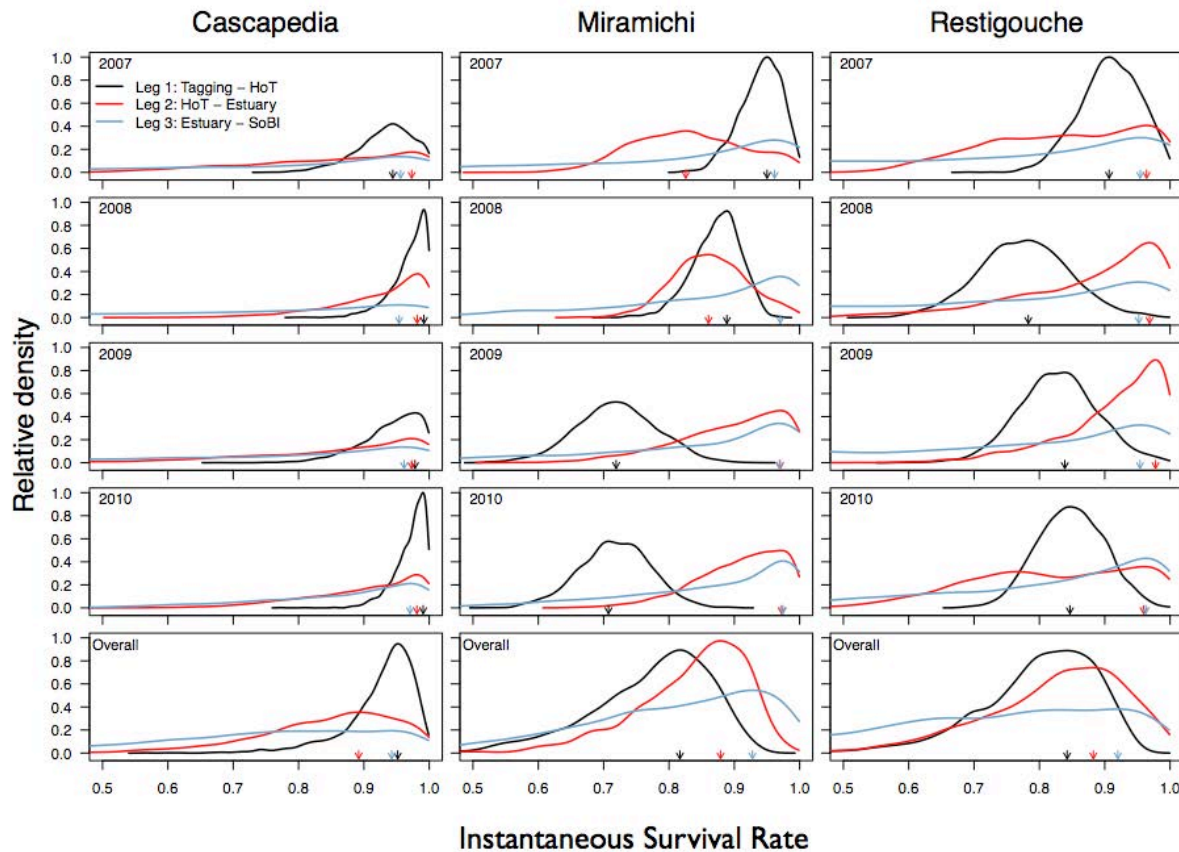 Cascapedia Miramichi Restigouche
2007 2007 2007
Leg 1: Tagging – HoT
Leg 2: HoT – Estuary
Leg 3: Estuary – SoBI
1.0
0.8
0.6
0.4
0.2
0.0
2008 2008 2008
1.0
0.8
0.6
0.4
0.2
0.0
2009 2009 2009
1.0
0.8
0.6
0.4
0.2
0.0
2010 2010 2010
1.0
0.8
0.6
0.4
0.2
0.0
Overall Overall Overall
1.0
0.8
0.6
0.4
0.2
0.0
Relative density
0.5 0.6 0.7 0.8 0.9 1.0 0.5 0.6 0.7 0.8 0.9 1.0 0.5 0.6 0.7 0.8 0.9 1.0
Instantaneous Survival Rate